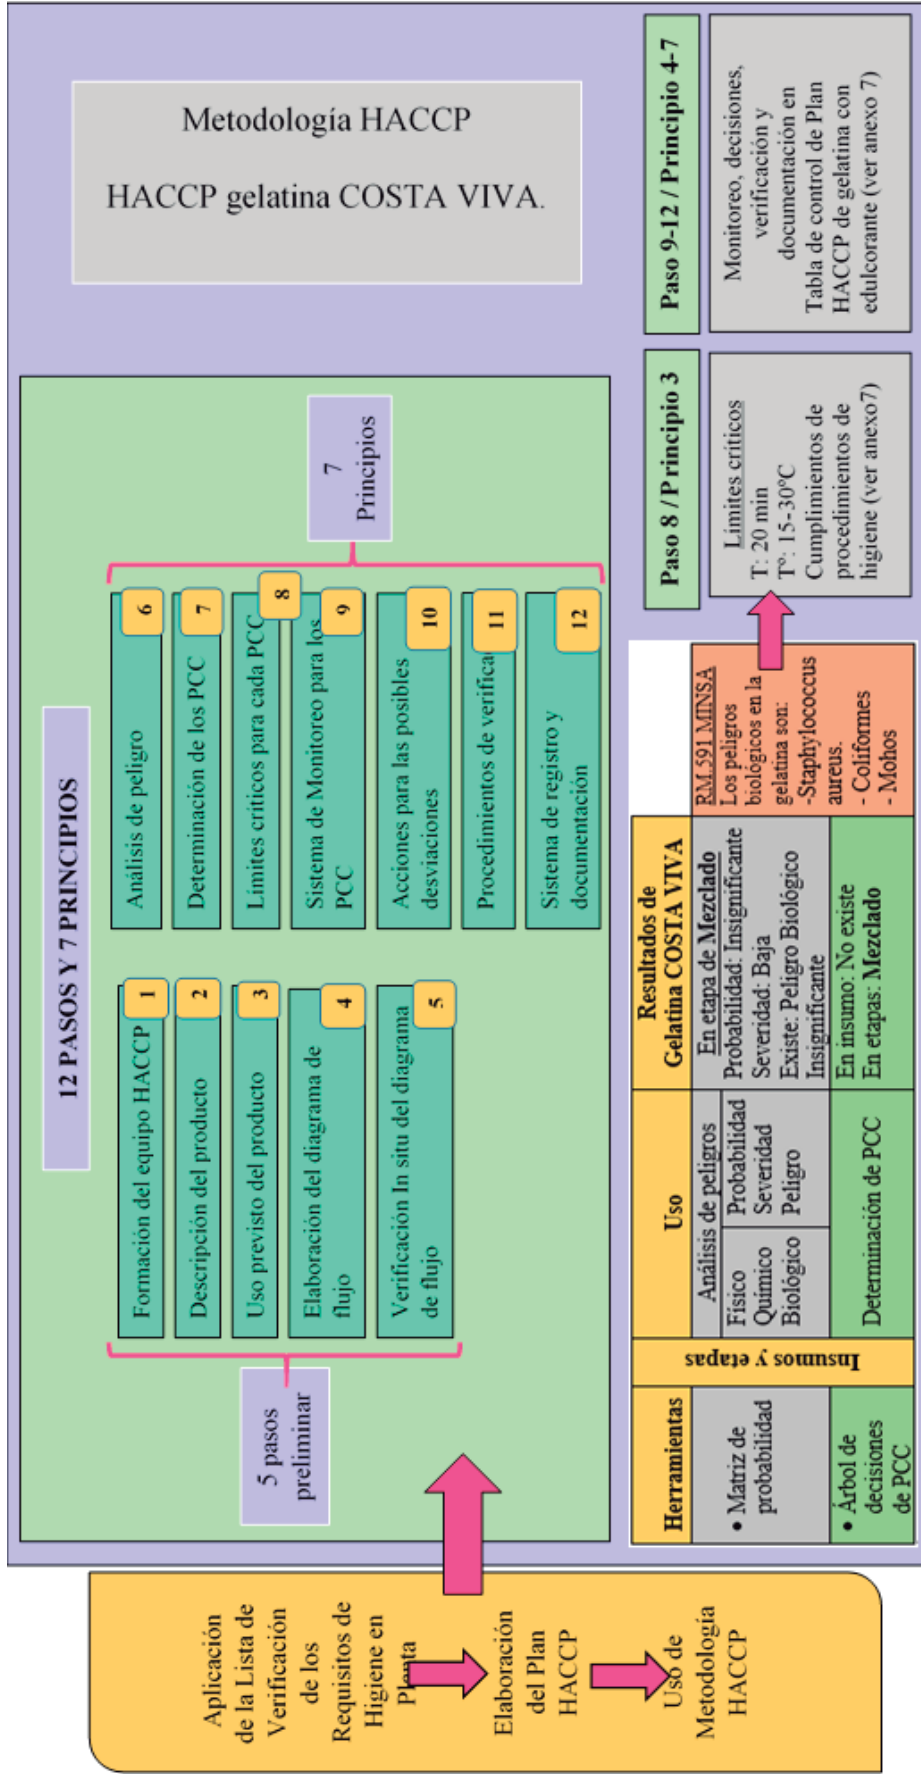 Aplicación
de la Lista de
Verificación
de los
Requisitos de
Higiene en
Planta
Elaboración
del Plan
HACCP
Uso de
Metodología
HACCP
12 PASOS Y 7 PRINCIPIOS
5 pasos
preliminar
Formación del equipo HACCP
1
Descripción del producto
2
Uso previsto del producto
3
Elaboración del diagrama de
flujo
4
Verificación In situ del diagrama
de flujo
5
Análisis de peligro
6
Determinación de los PCC
7
Límites críticos para cada PCC
8
Sistema de Monitoreo para los
PCC
9
Acciones para las posibles
desviaciones
10
Procedimientos de verifica
11
Sistema de registro y
documentación
12
7
Principios
Metodología HACCP
HACCP gelatina COSTA VIVA.
Herramientas
• Matriz de
probabilidad
• Árbol de
decisiones
de PCC
Insumos y etapas
Uso
Análisis de peligros
Físico
Químico
Biológico
Probabilidad
Severidad
Peligro
Determinación de PCC
Resultados de
Gelatina COSTA VIVA
En etapa de Mezclado
Probabilidad: Insignificante
Severidad: Baja
Existe: Peligro Biológico
Insignificante
En insumo: No existe
En etapas: Mezclado
RM.591 MINSA
Los peligros
biológicos en la
gelatina son:
-Staphylococcus
aureus.
- Coliformes
- Mohos
Paso 8 /Principio 3
Límites críticos
T: 20 min
Tº: 15-30ºC
Cumplimientos de
procedimientos de
higiene (ver anexo7)
Paso 9-12 / Principio 4-7
Monitoreo, decisiones,
verificación y
documentación en
Tabla de control de Plan
HACCP de gelatina con
edulcorante (ver anexo 7)